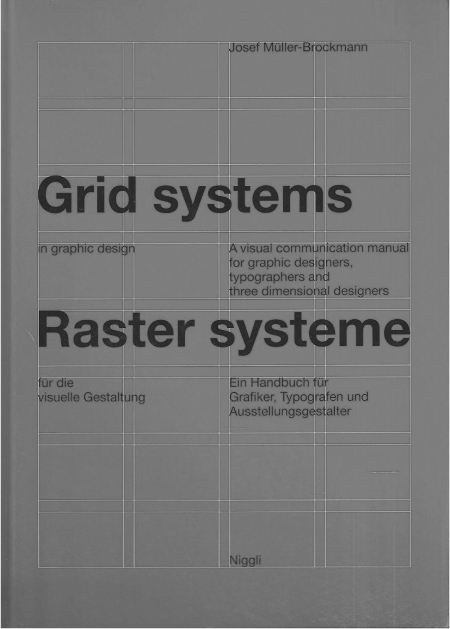 Josef Müller-Brockmann
Grid systems
in graphic design
A visual communication manual
for graphic designers,
typographers and
three dimensional designers
Raster systeme
für die
visuelle Gestaltung
Ein Handbuch für
Grafiker, Typografen und
Ausstellungsgestalter
Niggli